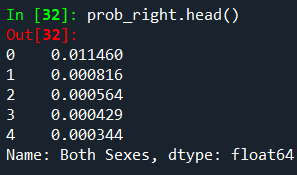 In [32]: prob_right.head()
Out[32]:
0    0.011460
1    0.000816
2    0.000564
3    0.000429
4    0.000344
Name: Both Sexes, dtype: float64